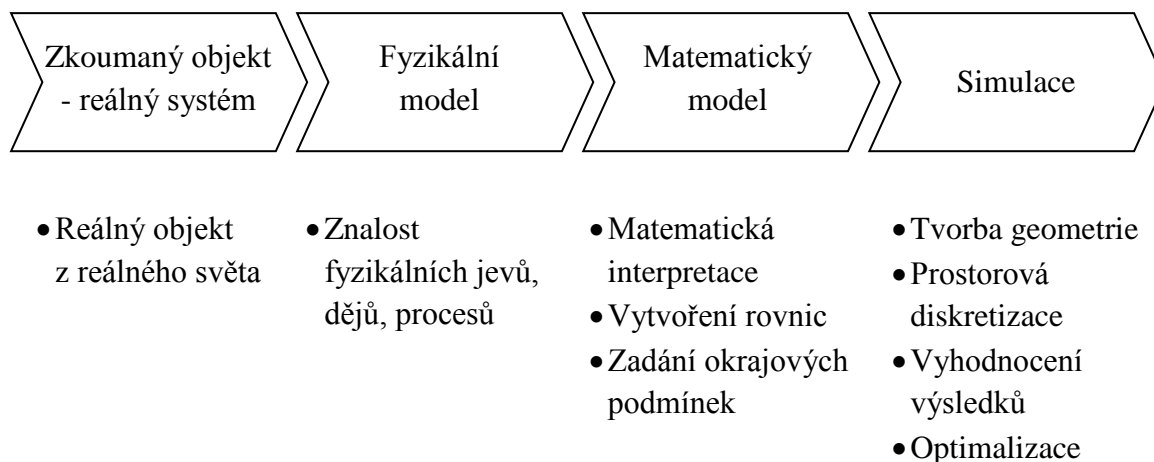 Zkoumaný objekt
- reálný systém
Fyzikální
model
Matematický
model
Simulace
• Reálný objekt
z reálného světa
• Znalost
fyzikálních jevů,
dějů, procesů
• Matematická
interpretace
• Vytvoření rovnic
• Zadání okrajových
podmínek
• Tvorba geometrie
• Prostorová
diskretizace
• Vyhodnocení
výsledků
• Optimalizace